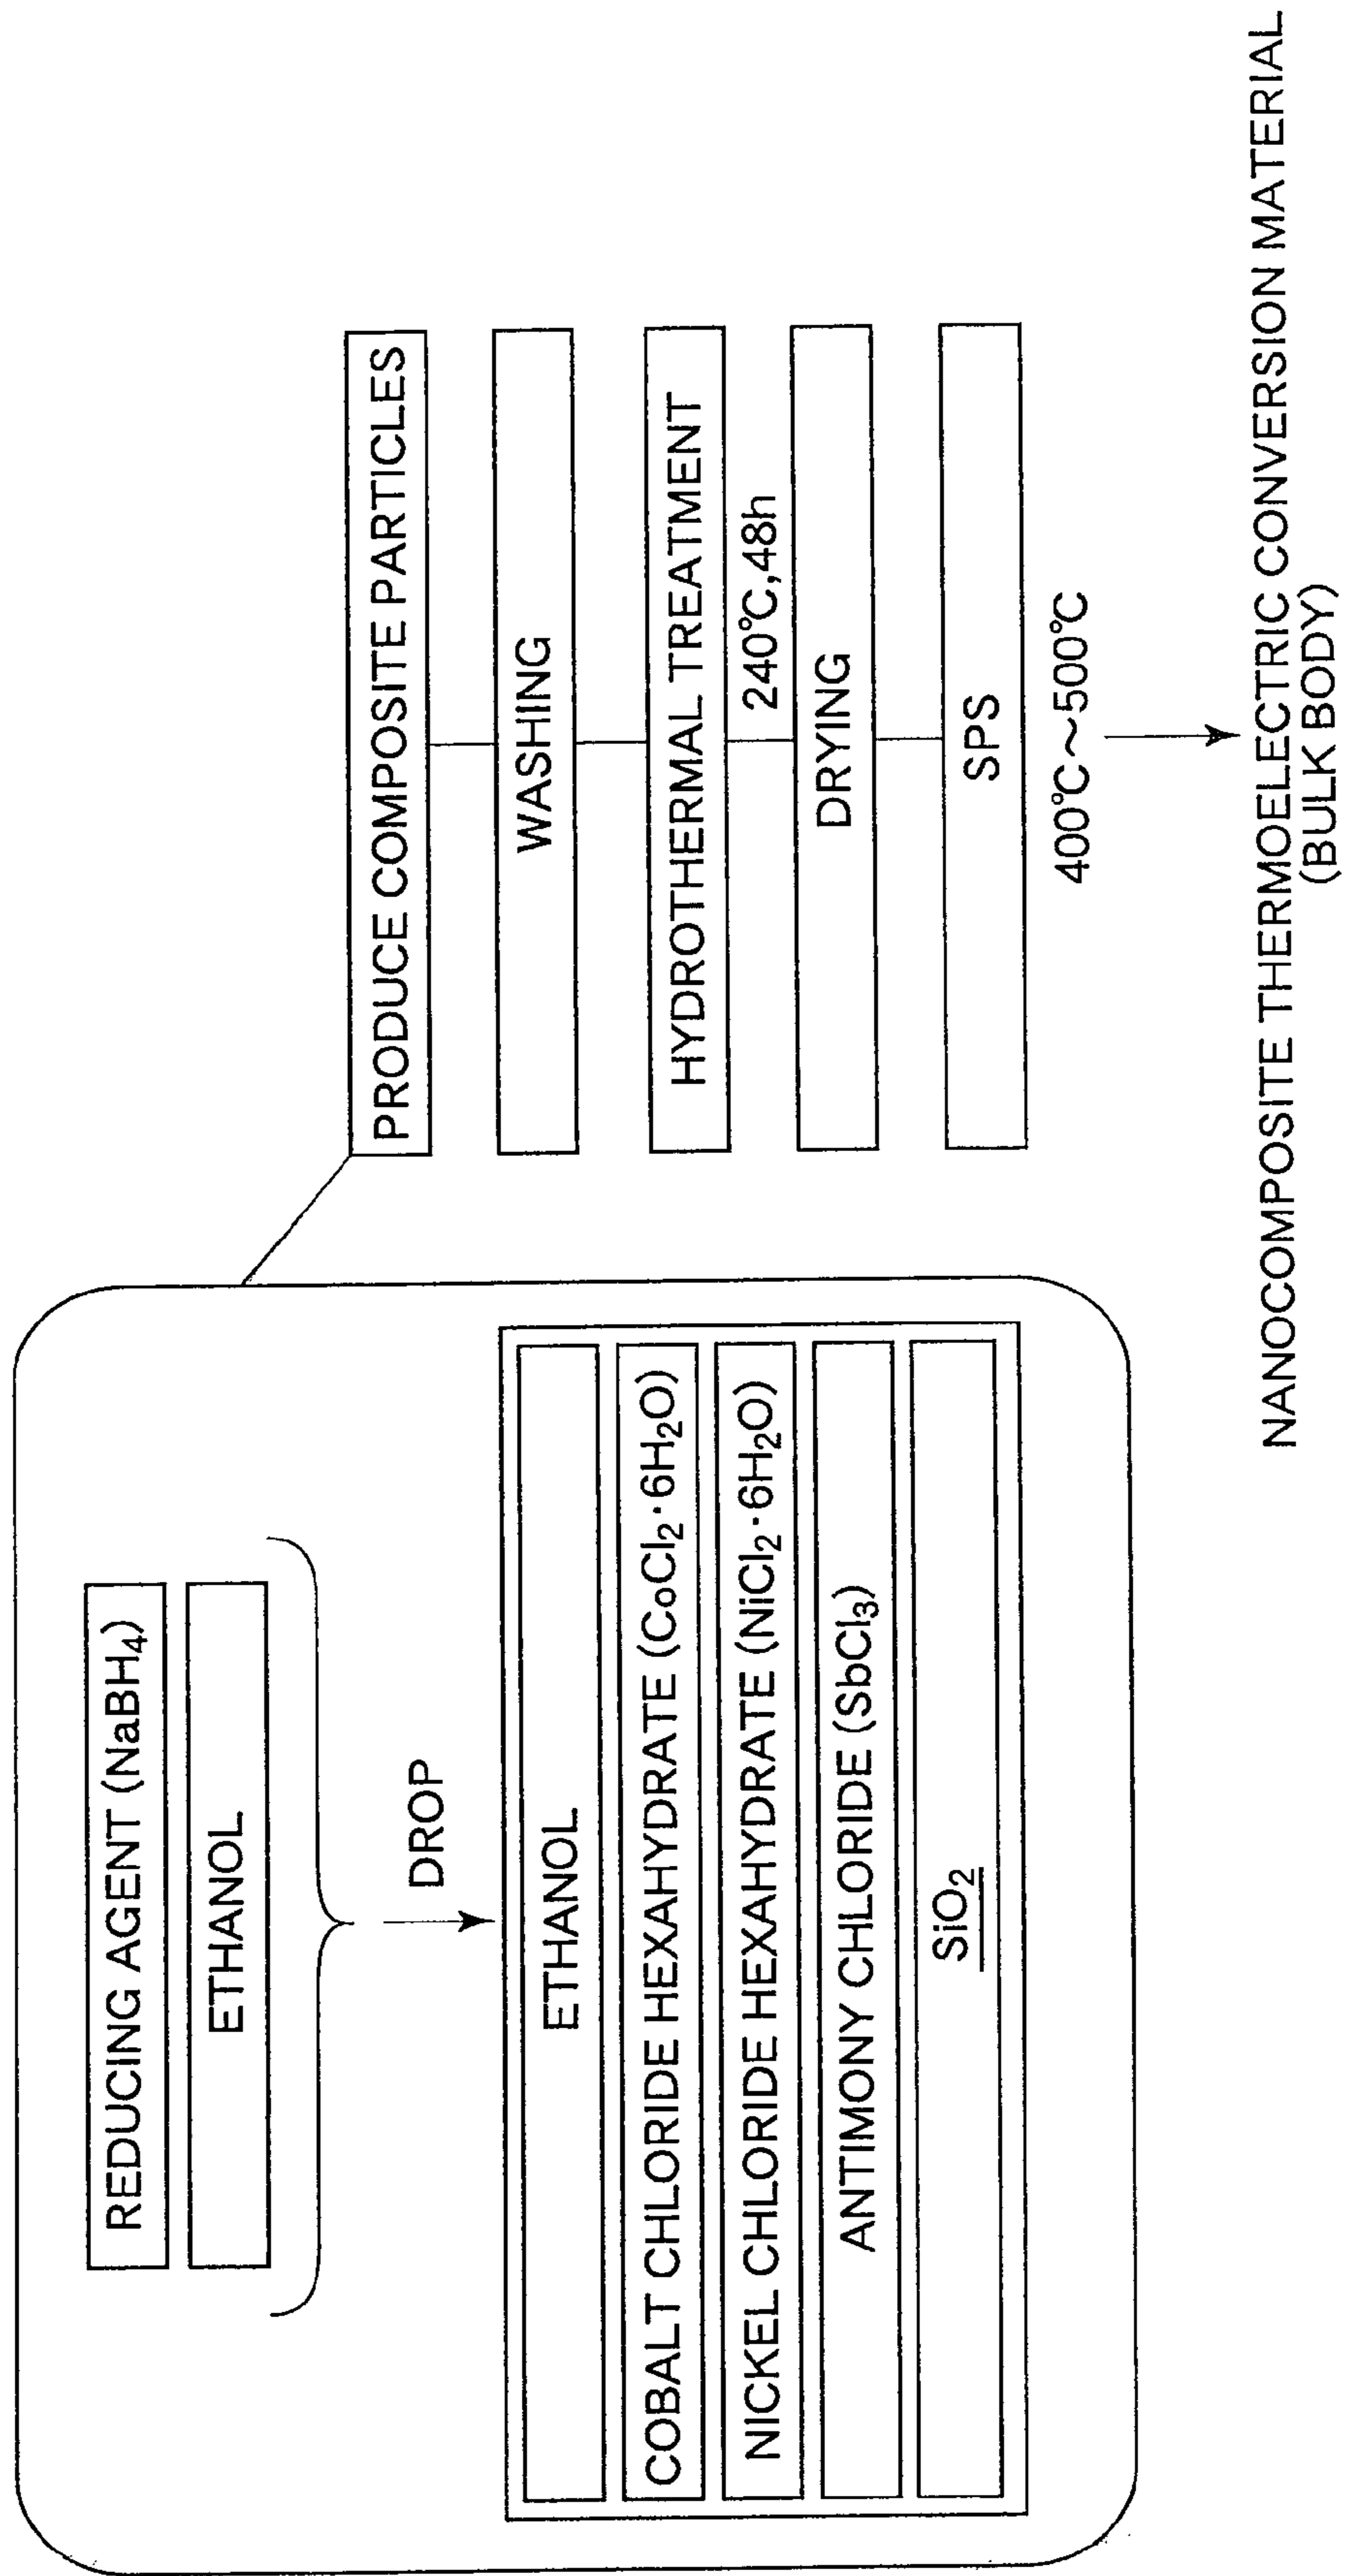 REDUCING AGENT (NaBH4)
ETHANOL
DROP
ETHANOL
COBALT CHLORIDE HEXAHYDRATE (CoCl2·6H2O)
NICKEL CHLORIDE HEXAHYDRATE (NiCl2·6H2O)
ANTIMONY CHLORIDE (SbCl3)
SiO2
PRODUCE COMPOSITE PARTICLES
WASHING
HYDROTHERMAL TREATMENT
240℃,48h
DRYING
SPS
400℃~500℃
NANOCOMPOSITE THERMOELECTRIC CONVERSION MATERIAL
(BULK BODY)